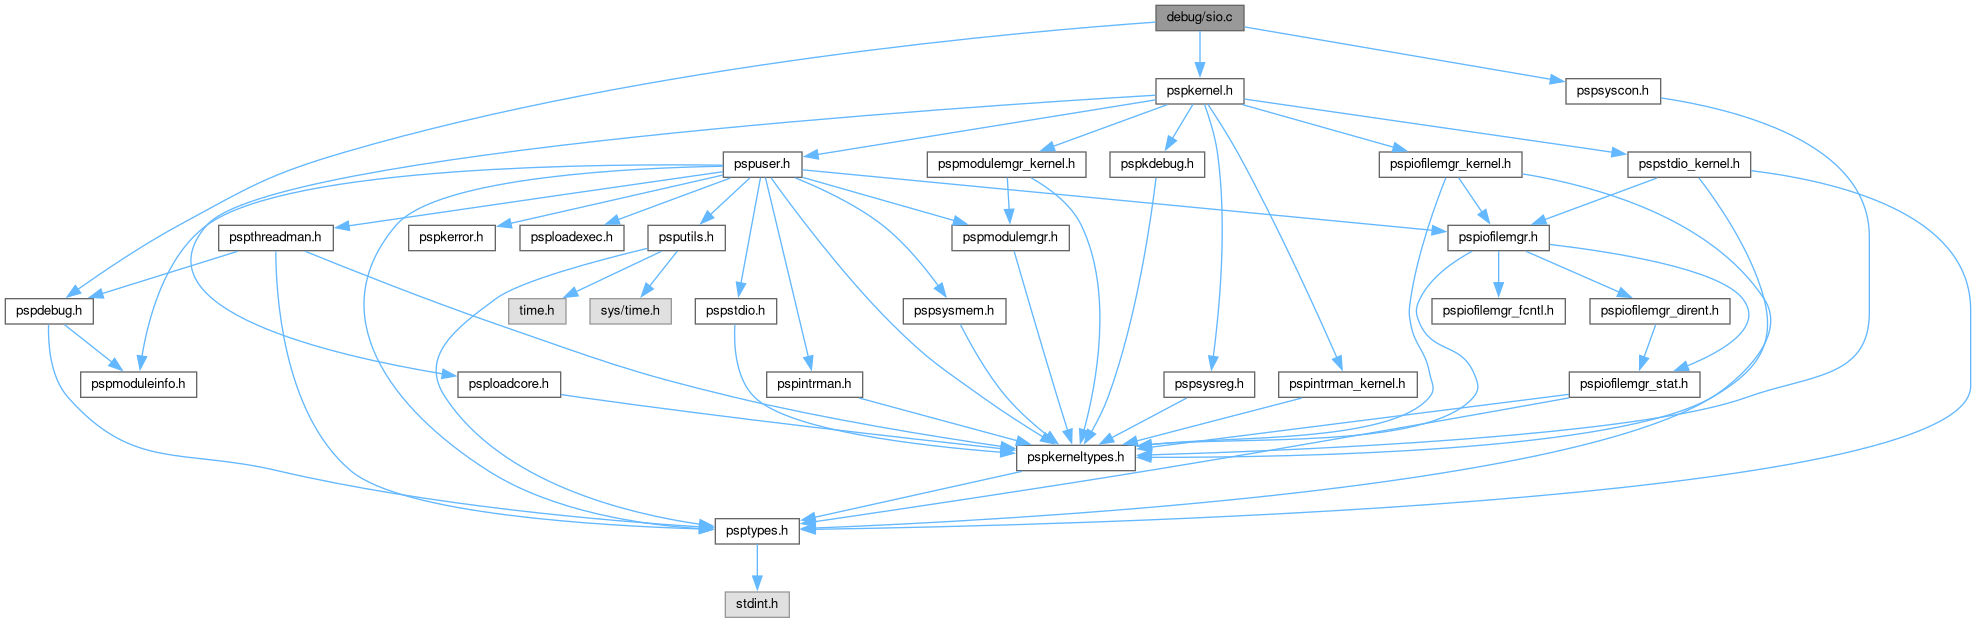 debug/sio.c
pspkernel.h
pspsyscon.h
pspuser.h
pspmodulemgr_kernel.h
pspkdebug.h
pspiofilemgr_kernel.h
pspstdio_kernel.h
pspthreadman.h
pspkerror.h
psploadexec.h
psputils.h
pspmodulemgr.h
pspiofilemgr.h
pspdebug.h
time.h
sys/time.h
pspstdio.h
pspsysmem.h
pspiofilemgr_fcntl.h
pspiofilemgr_dirent.h
pspmoduleinfo.h
psploadcore.h
pspintrman.h
pspsysreg.h
pspintrman_kernel.h
pspiofilemgr_stat.h
pspkerneltypes.h
psptypes.h
stdint.h